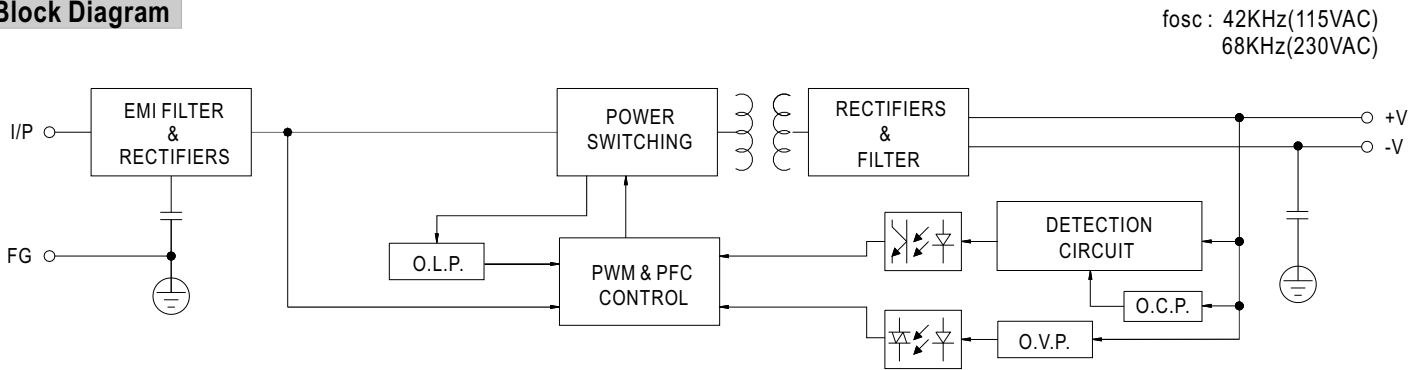 Block Diagram
fosc : 42KHz(115VAC)
68KHz(230VAC)
I/P
EMI FILTER
&
RECTIFIERS
POWER
SWITCHING
RECTIFIERS
&
FILTER
+V
-V
FG
O.L.P.
PWM & PFC
CONTROL
DETECTION
CIRCUIT
O.C.P.
O.V.P.